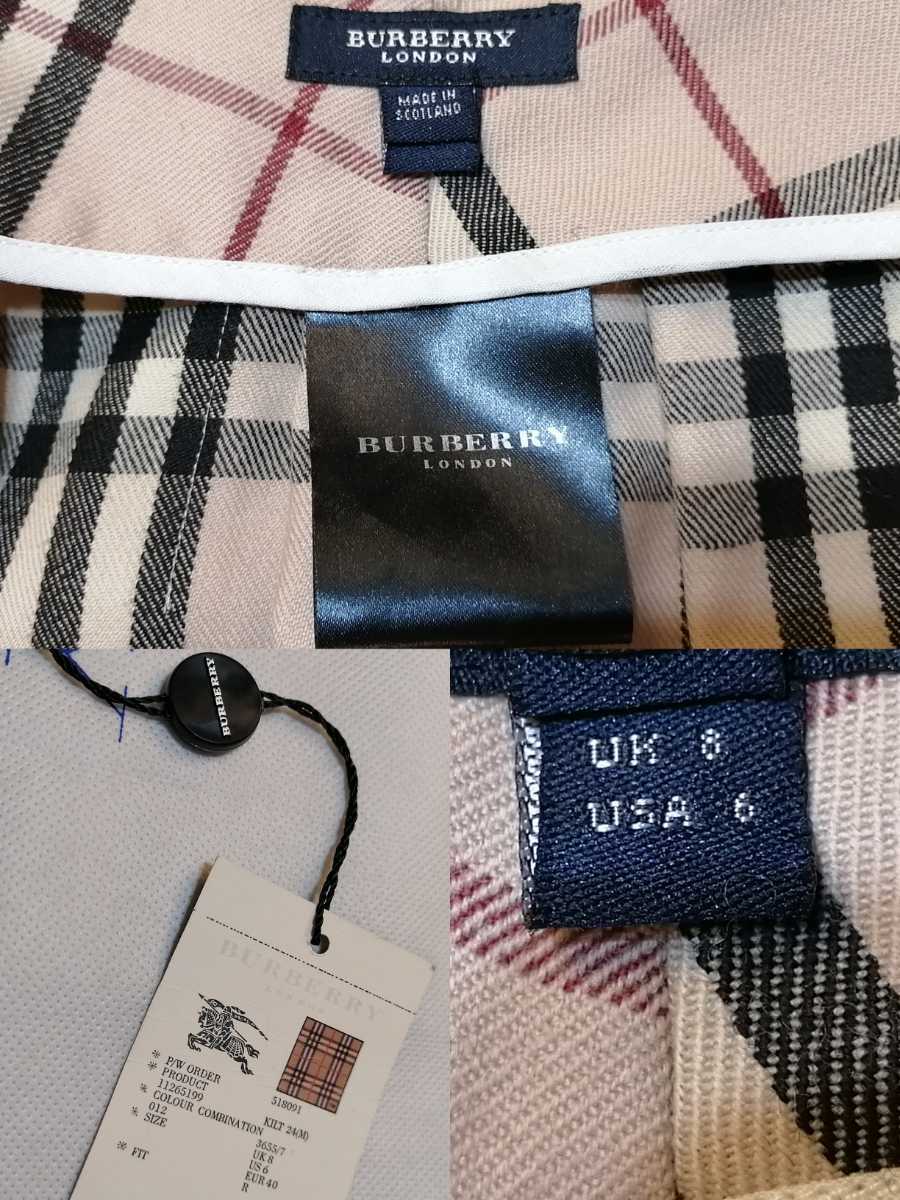 BURBERRY
LONDON
MADE IN
SCOTLAND
BURBERRY
LONDON
BURBERRY
UK 8
USA 6
BURBERRY
LONDON
518091
* P/W ORDER
* PRODUCT
11265199 KILT 24(M)
* COLOUR COMBINATION
012 3655/7
* SIZE UK 8
US 6
EUR 40
* FIT R